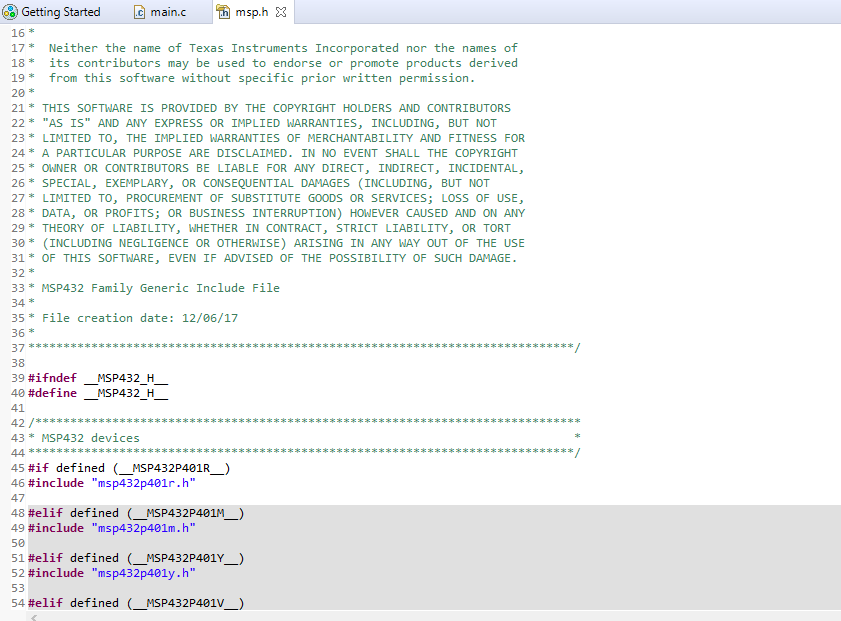 Getting Started main.c msp.h
16 *
17 * Neither the name of Texas Instruments Incorporated nor the names of
18 * its contributors may be used to endorse or promote products derived
19 * from this software without specific prior written permission.
20 *
21 * THIS SOFTWARE IS PROVIDED BY THE COPYRIGHT HOLDERS AND CONTRIBUTORS
22 * "AS IS" AND ANY EXPRESS OR IMPLIED WARRANTIES, INCLUDING, BUT NOT
23 * LIMITED TO, THE IMPLIED WARRANTIES OF MERCHANTABILITY AND FITNESS FOR
24 * A PARTICULAR PURPOSE ARE DISCLAIMED. IN NO EVENT SHALL THE COPYRIGHT
25 * OWNER OR CONTRIBUTORS BE LIABLE FOR ANY DIRECT, INDIRECT, INCIDENTAL,
26 * SPECIAL, EXEMPLARY, OR CONSEQUENTIAL DAMAGES (INCLUDING, BUT NOT
27 * LIMITED TO, PROCUREMENT OF SUBSTITUTE GOODS OR SERVICES; LOSS OF USE,
28 * DATA, OR PROFITS; OR BUSINESS INTERRUPTION) HOWEVER CAUSED AND ON ANY
29 * THEORY OF LIABILITY, WHETHER IN CONTRACT, STRICT LIABILITY, OR TORT
30 * (INCLUDING NEGLIGENCE OR OTHERWISE) ARISING IN ANY WAY OUT OF THE USE
31 * OF THIS SOFTWARE, EVEN IF ADVISED OF THE POSSIBILITY OF SUCH DAMAGE.
32 *
33 * MSP432 Family Generic Include File
34 *
35 * File creation date: 12/06/17
36 *
37 ******************************************************************************/
38
39 #ifndef __MSP432_H__
40 #define __MSP432_H__
41
42 /******************************************************************************
43 * MSP432 devices *
44 ******************************************************************************/
45 #if defined (__MSP432P401R__)
46 #include "msp432p401r.h"
47
48 #elif defined (__MSP432P401M__)
49 #include "msp432p401m.h"
50
51 #elif defined (__MSP432P401Y__)
52 #include "msp432p401y.h"
53
54 #elif defined (__MSP432P401V__)